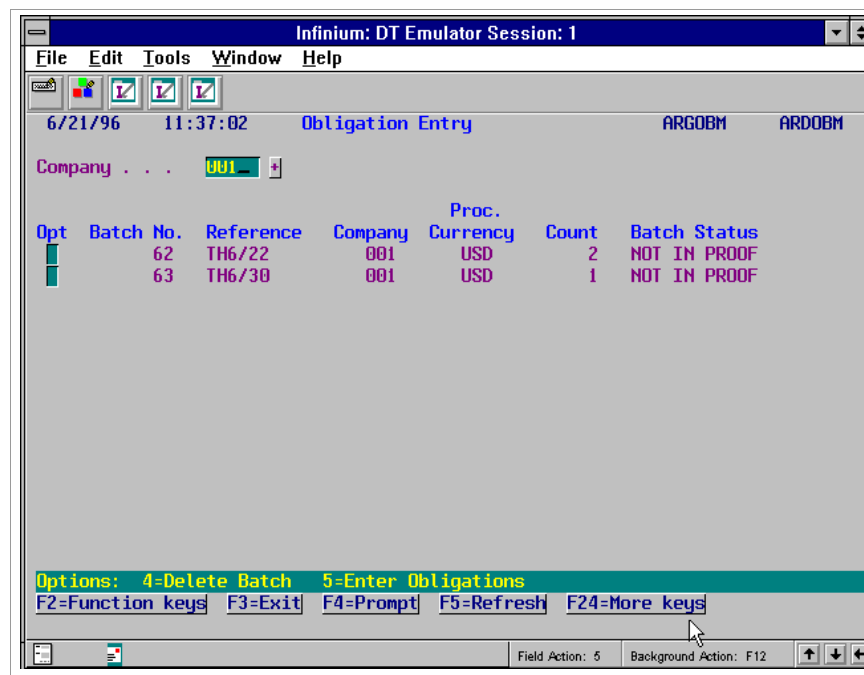 Infinium: DT Emulator Session: 1
File Edit Tools Window Help
6/21/96 11:37:02 Obligation Entry ARGOBM ARDOBM
Company . . . 001_ +
Proc.
Opt Batch No. Reference Company Currency Count Batch Status
62 TH6/22 001 USD 2 NOT IN PROOF
63 TH6/30 001 USD 1 NOT IN PROOF
Options: 4=Delete Batch 5=Enter Obligations
F2=Function keys F3=Exit F4=Prompt F5=Refresh F24=More keys
Field Action: 5 Background Action: F12